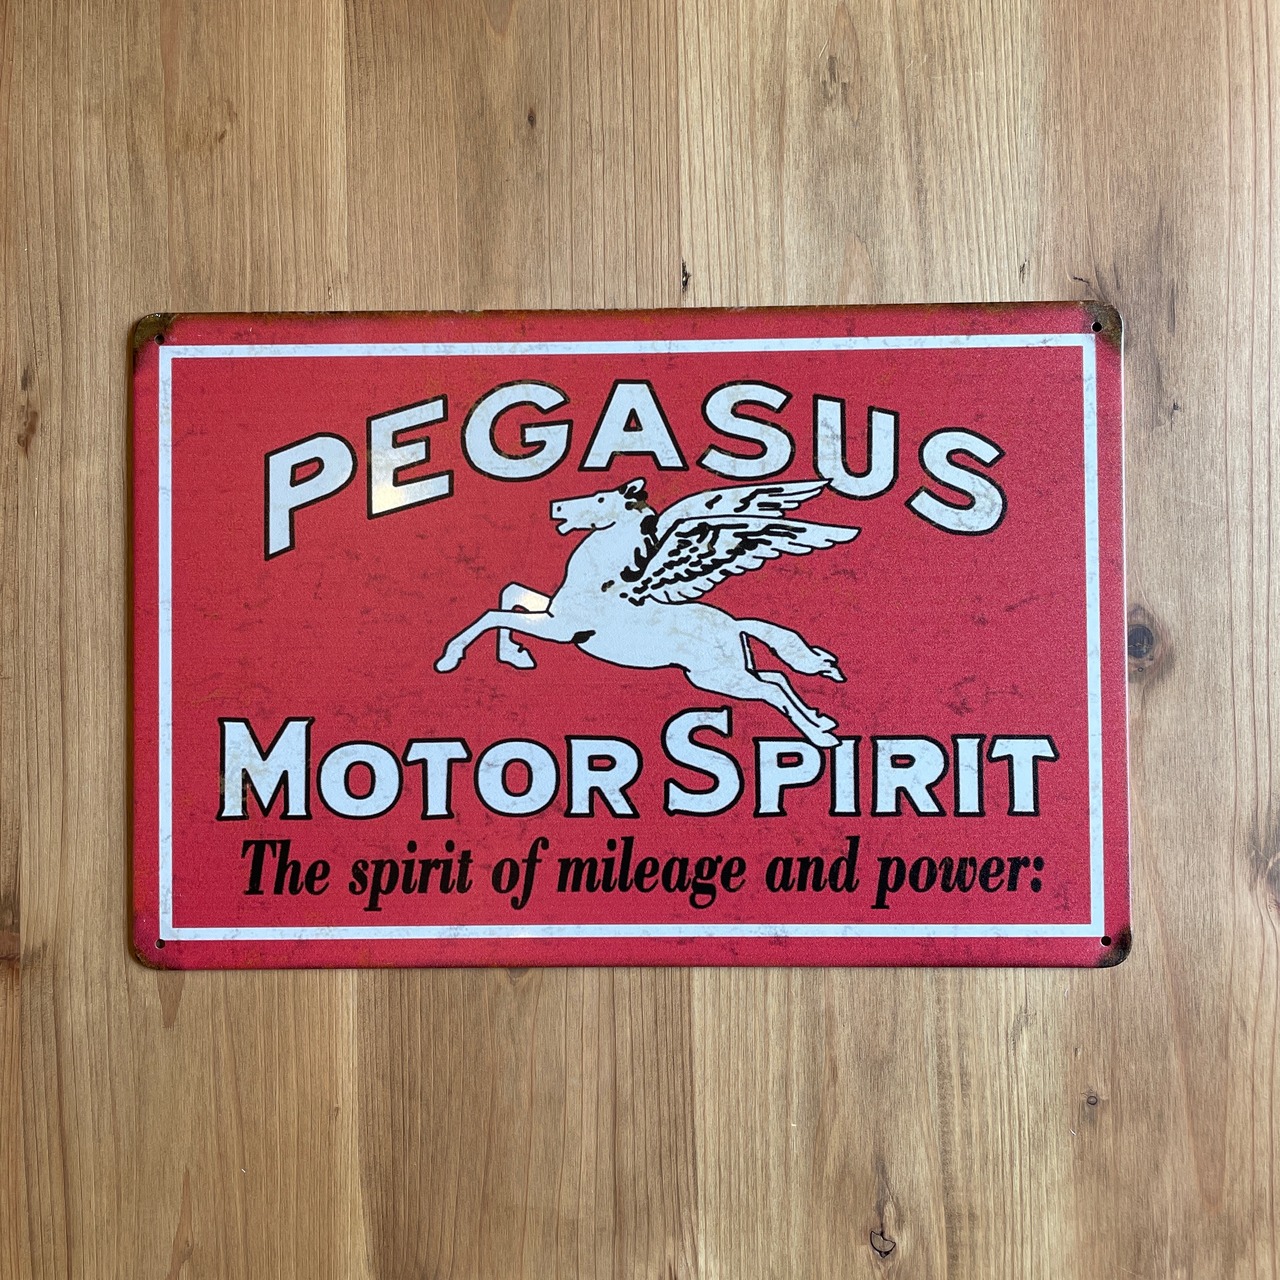 PEGASUS
MOTOR SPIRIT
The spirit of mileage and power: